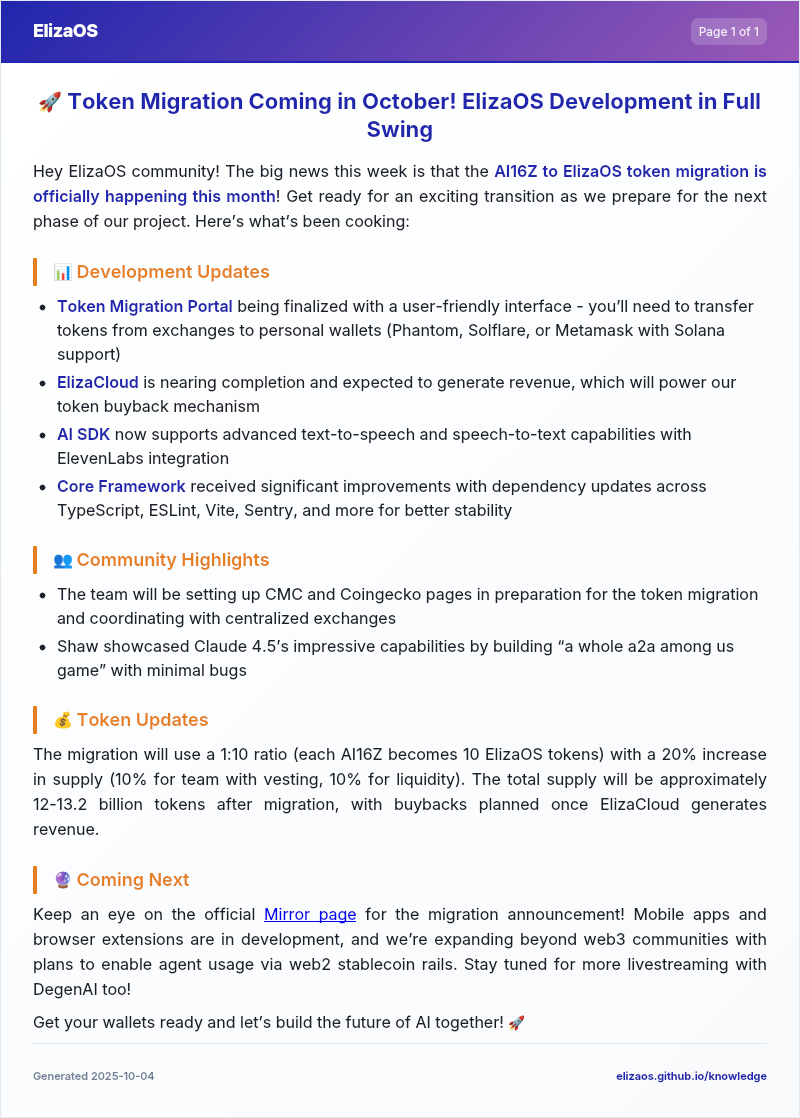 ElizaOS
Page 1 of 1
🚀 Token Migration Coming in October! ElizaOS Development in Full
Swing
Hey ElizaOS community! The big news this week is that the AI16Z to ElizaOS token migration is
officially happening this month! Get ready for an exciting transition as we prepare for the next
phase of our project. Here’s what’s been cooking:
📊 Development Updates
• Token Migration Portal being finalized with a user-friendly interface - you’ll need to transfer
tokens from exchanges to personal wallets (Phantom, Solflare, or Metamask with Solana
support)
• ElizaCloud is nearing completion and expected to generate revenue, which will power our
token buyback mechanism
• AI SDK now supports advanced text-to-speech and speech-to-text capabilities with
ElevenLabs integration
• Core Framework received significant improvements with dependency updates across
TypeScript, ESLint, Vite, Sentry, and more for better stability
👥 Community Highlights
• The team will be setting up CMC and Coingecko pages in preparation for the token migration
and coordinating with centralized exchanges
• Shaw showcased Claude 4.5’s impressive capabilities by building “a whole a2a among us
game” with minimal bugs
💰 Token Updates
The migration will use a 1:10 ratio (each AI16Z becomes 10 ElizaOS tokens) with a 20% increase
in supply (10% for team with vesting, 10% for liquidity). The total supply will be approximately
12-13.2 billion tokens after migration, with buybacks planned once ElizaCloud generates
revenue.
🔮 Coming Next
Keep an eye on the official Mirror page for the migration announcement! Mobile apps and
browser extensions are in development, and we’re expanding beyond web3 communities with
plans to enable agent usage via web2 stablecoin rails. Stay tuned for more livestreaming with
DegenAI too!
Get your wallets ready and let’s build the future of AI together! 🚀
Generated 2025-10-04
elizaos.github.io/knowledge